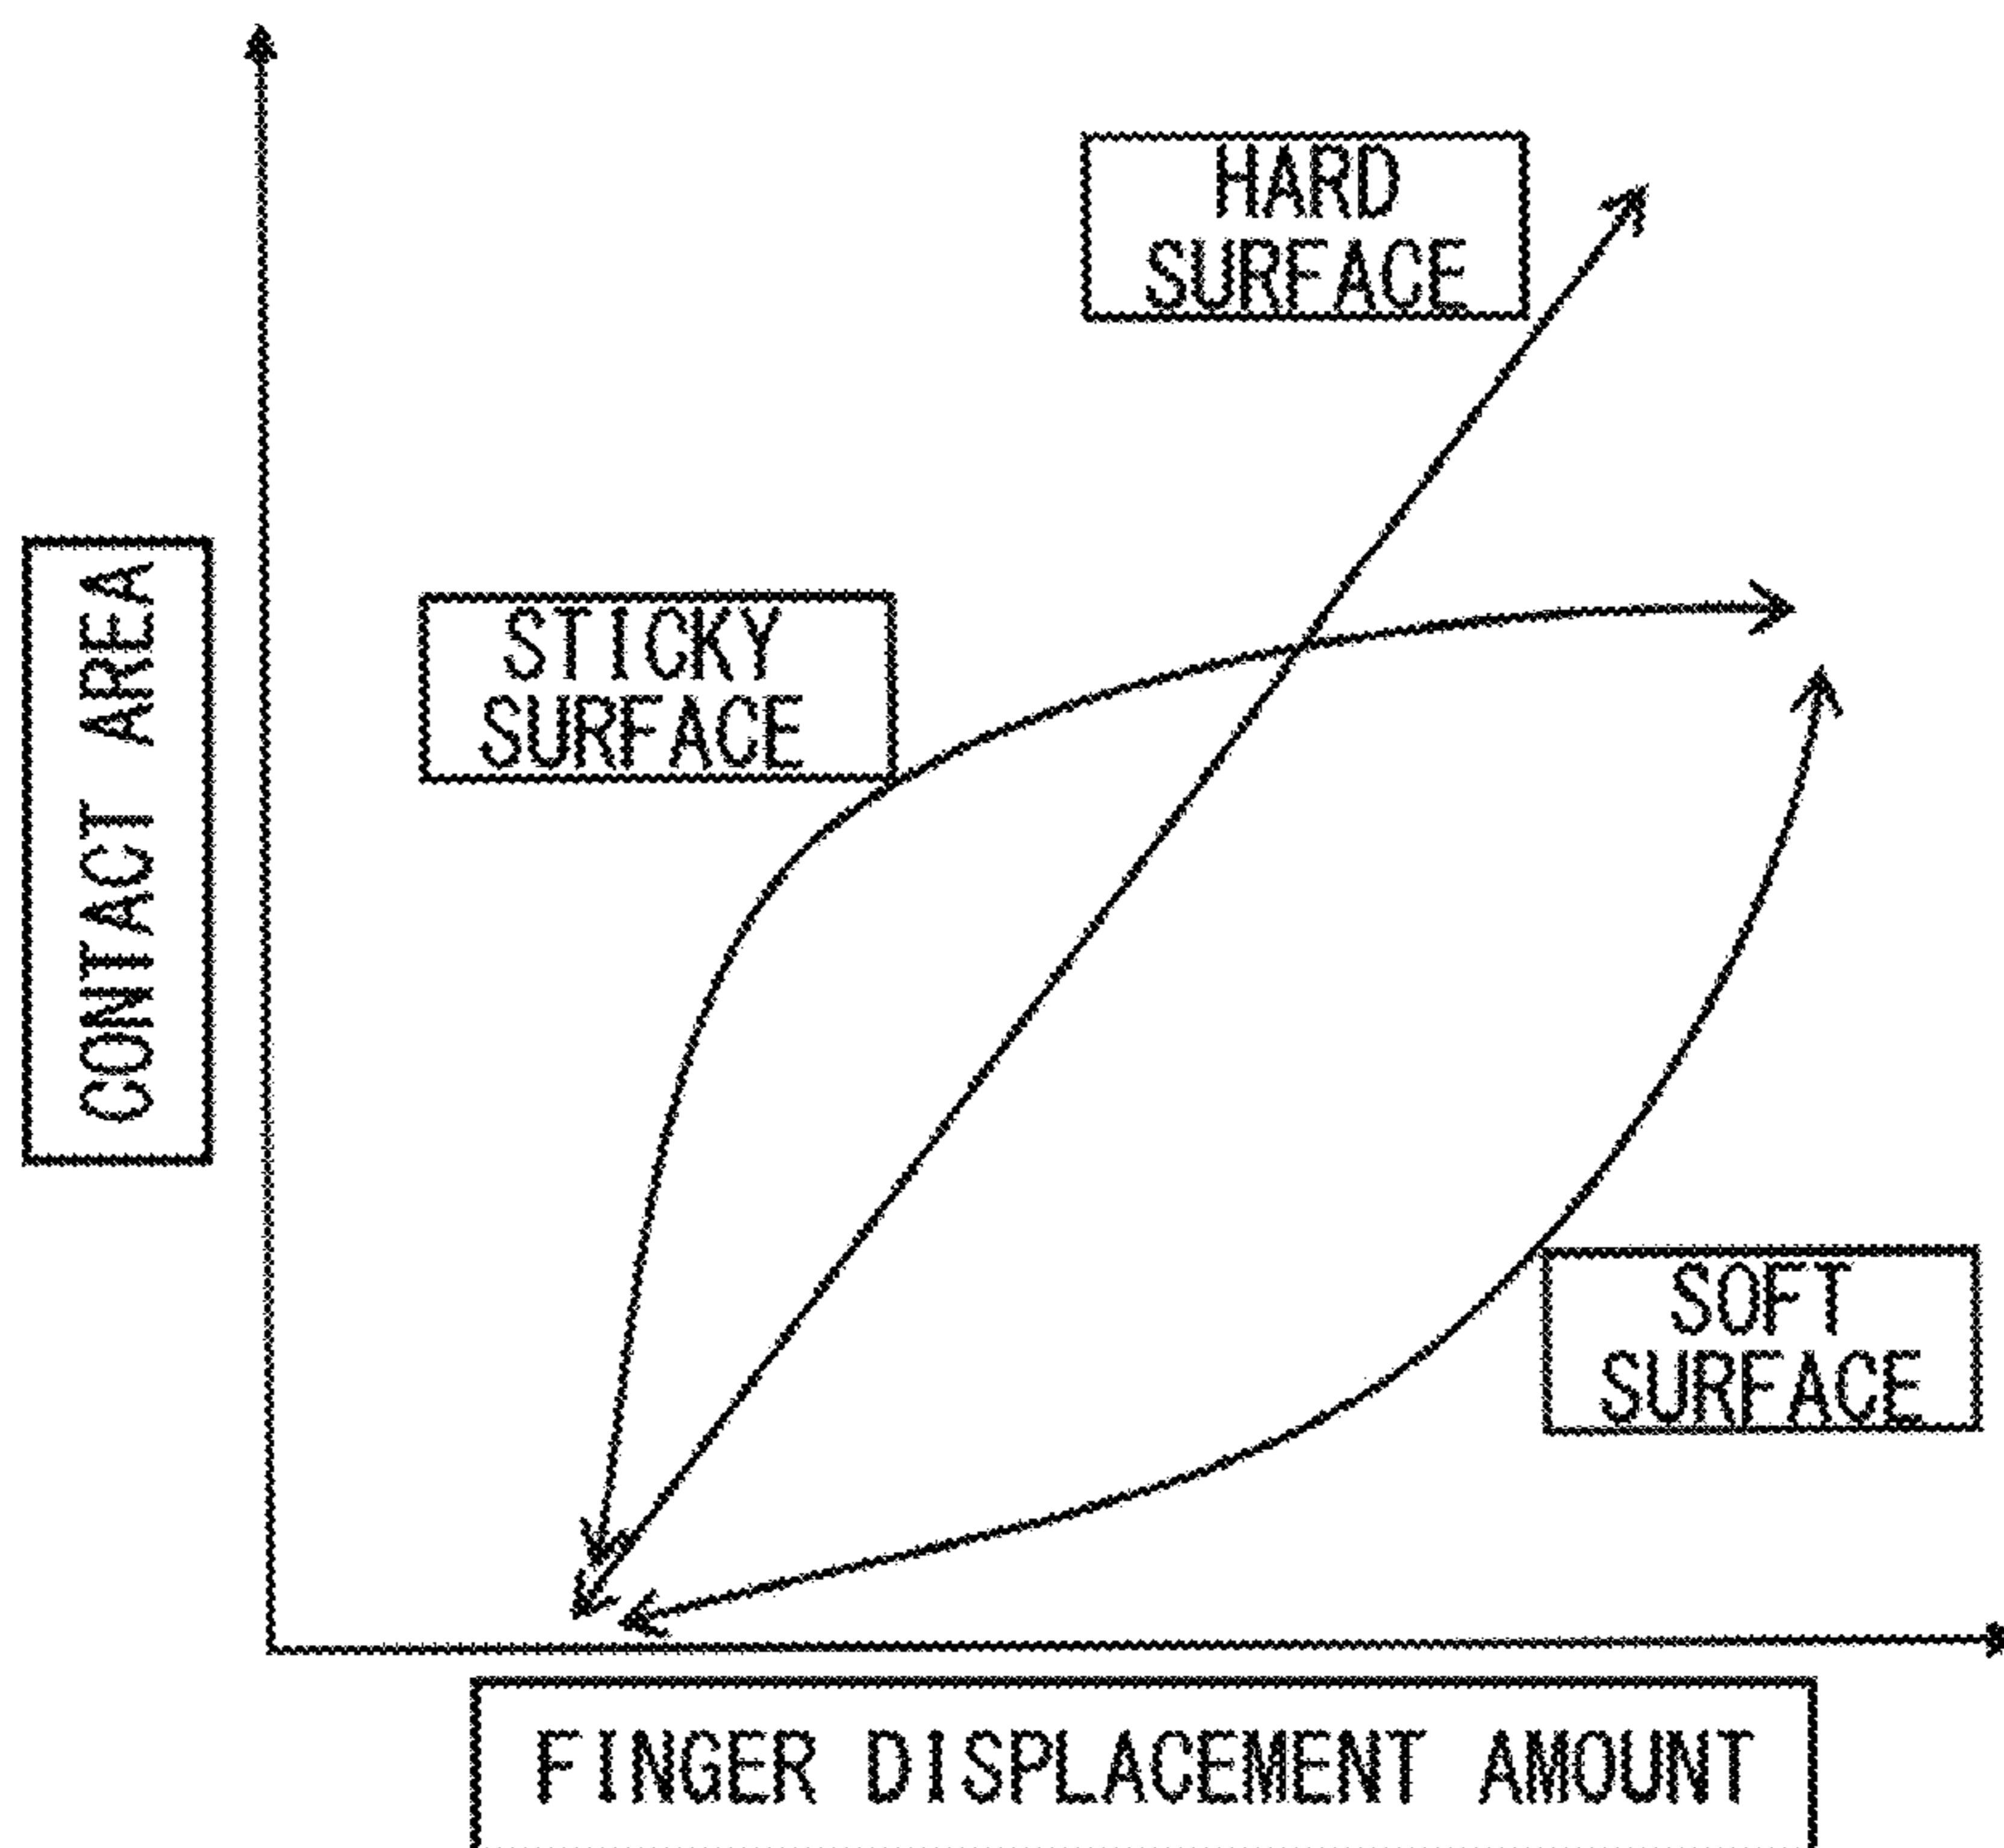 HARD
SURFACE
STICKY
SURFACE
CONTACT AREA
SOFT
SURFACE
FINGER DISPLACEMENT AMOUNT